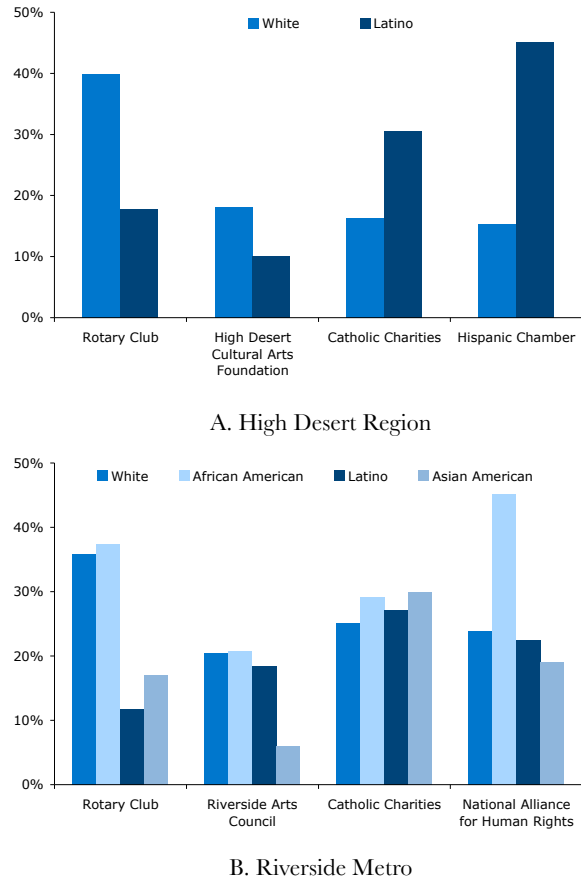 50%
White
Latino
40%
30%
20%
10%
0%
Rotary Club
High Desert
Cultural Arts
Foundation
Catholic Charities
Hispanic Chamber
A. High Desert Region
50%
White
African American
Latino
Asian American
40%
30%
20%
10%
0%
Rotary Club
Riverside Arts
Council
Catholic Charities
National Alliance
for Human Rights
B. Riverside Metro